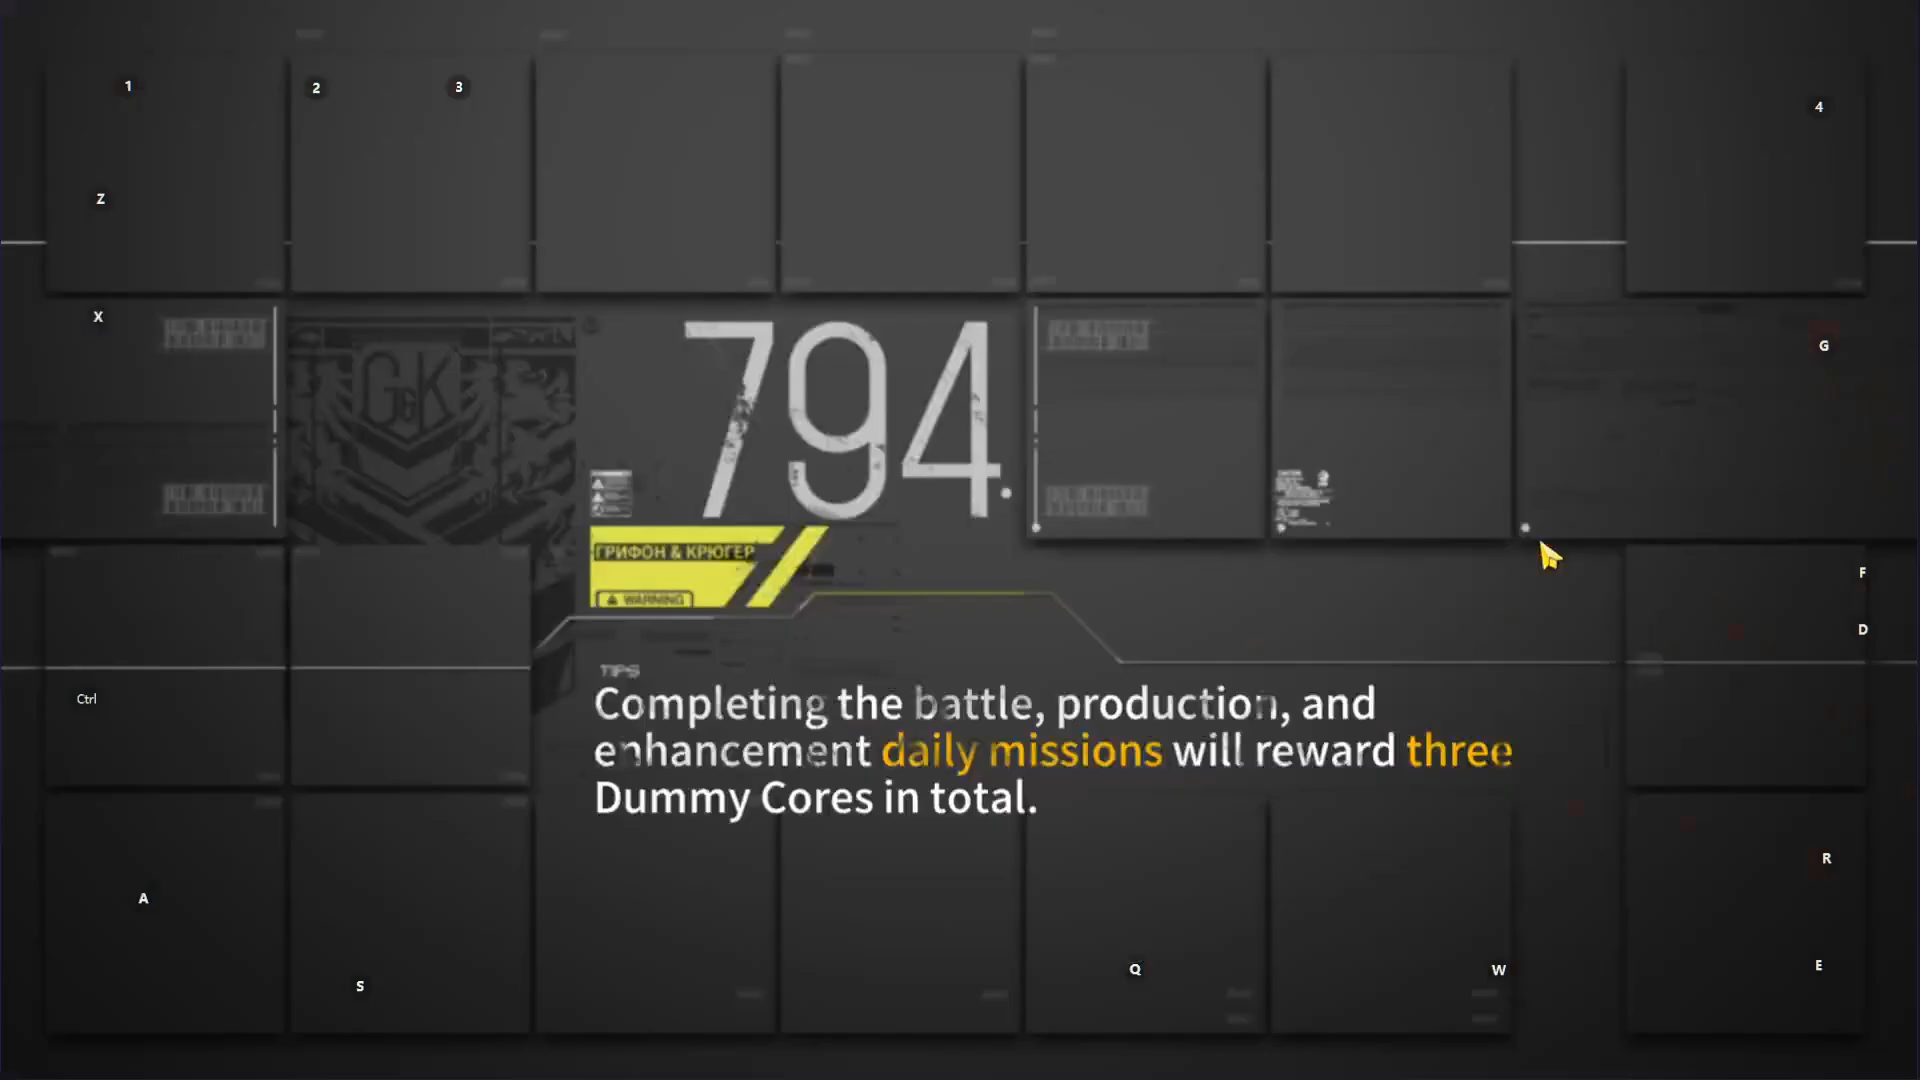 1
2
3
4
Z
X
G
G&K
794.
ГРИФОН & КРЮГЕР
WARNING
F
D
TIPS
Completing the battle, production, and
enhancement daily missions will reward three
Dummy Cores in total.
Ctrl
R
A
Q
W
E
S